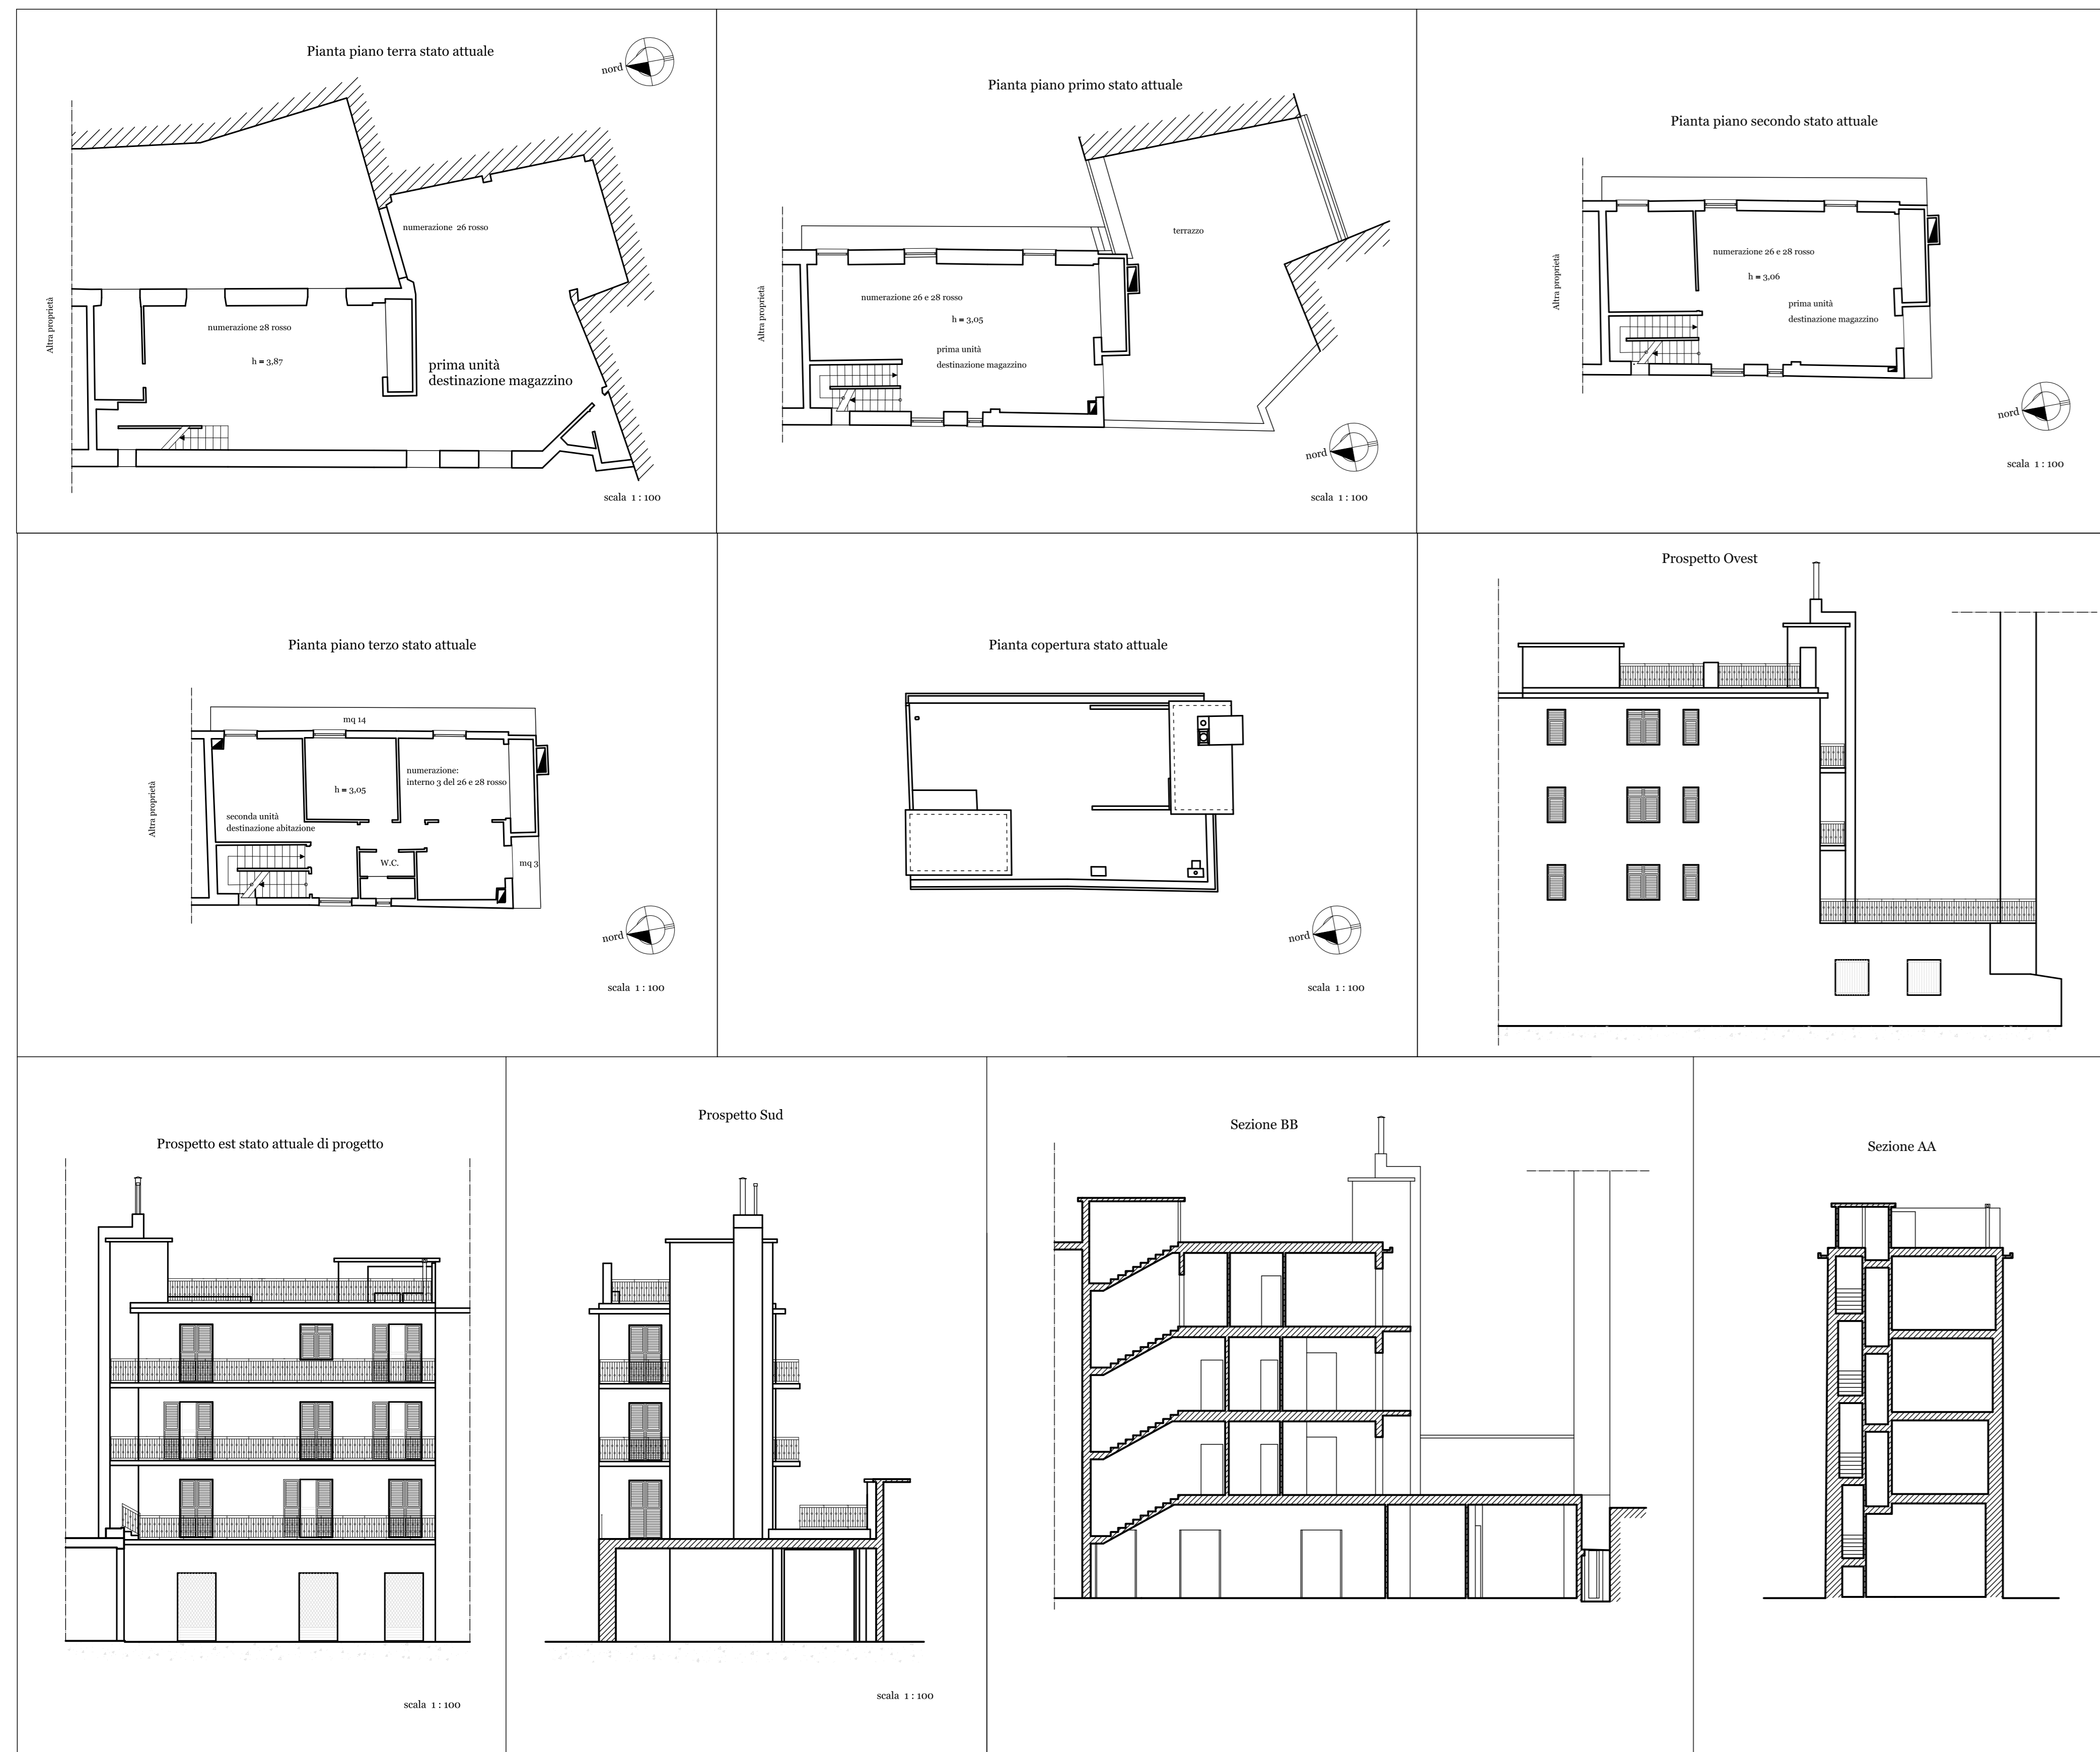 Pianta piano terra stato attuale
nord
numerazione 26 rosso
Altra proprietà
numerazione 28 rosso
h = 3,87
prima unità
destinazione magazzino
scala 1 : 100
Pianta piano primo stato attuale
terrazzo
Altra proprietà
numerazione 26 e 28 rosso
h = 3,05
prima unità
destinazione magazzino
nord
scala 1 : 100
Pianta piano secondo stato attuale
Altra proprietà
numerazione 26 e 28 rosso
h = 3,06
prima unità
destinazione magazzino
nord
scala 1 : 100
Pianta piano terzo stato attuale
mq 14
Altra proprietà
numerazione:
interno 3 del 26 e 28 rosso
h = 3,05
seconda unità
destinazione abitazione
W.C.
mq 3
nord
scala 1 : 100
Pianta copertura stato attuale
nord
scala 1 : 100
Prospetto Ovest
Prospetto est stato attuale di progetto
scala 1 : 100
Prospetto Sud
scala 1 : 100
Sezione BB
Sezione AA